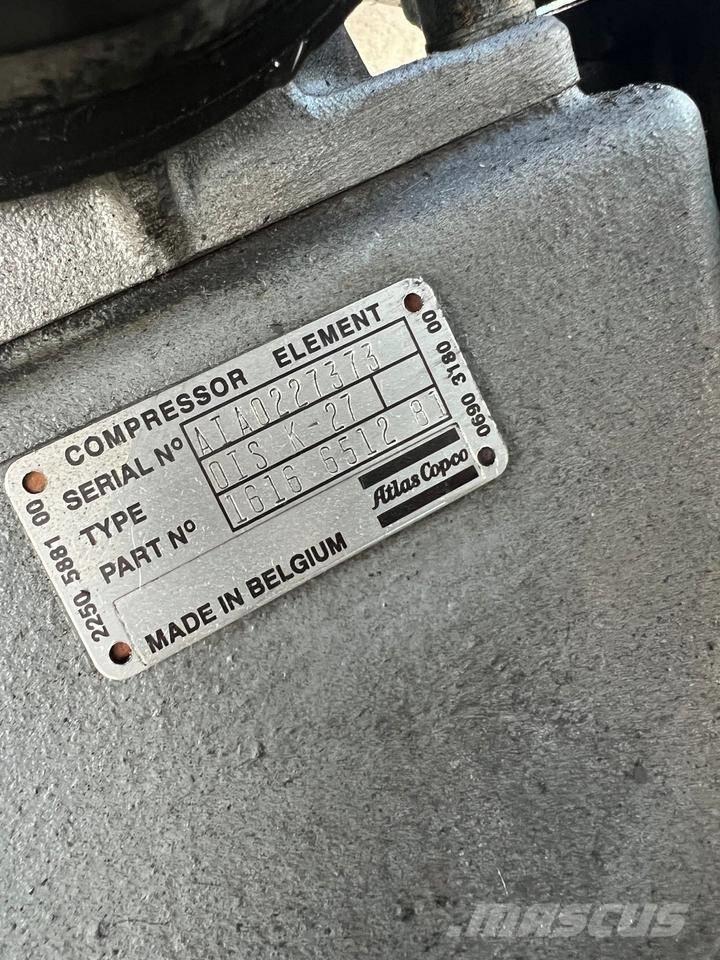 COMPRESSOR ELEMENT
SERIAL Nº AIA0227373
TYPE OIS K-27
PART Nº 1616 6512 81
Atlas Copco
MADE IN BELGIUM
2250 5881 00
0690 3180 00
MASCUS